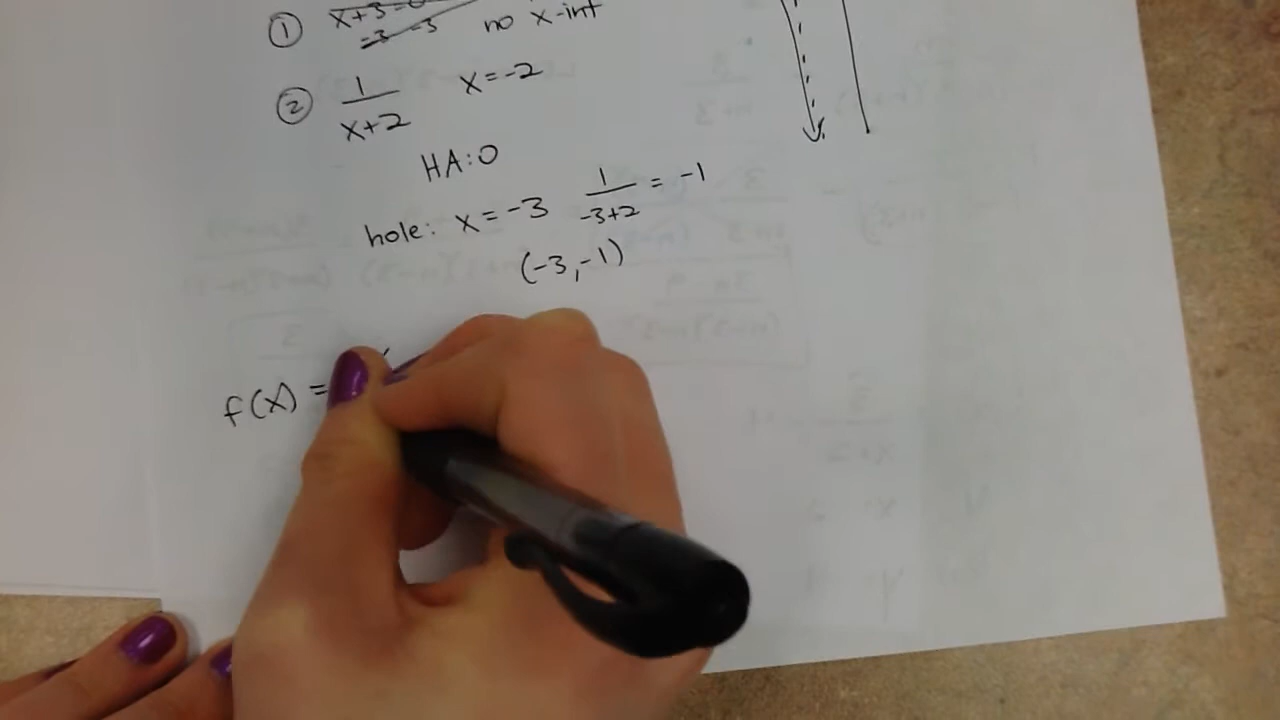 ① x+3=0
-3 -3 no x-int
② 1/(x+2) x=-2
HA:0
hole: x=-3 1/(-3+2) = -1
(-3,-1)
f(x) =